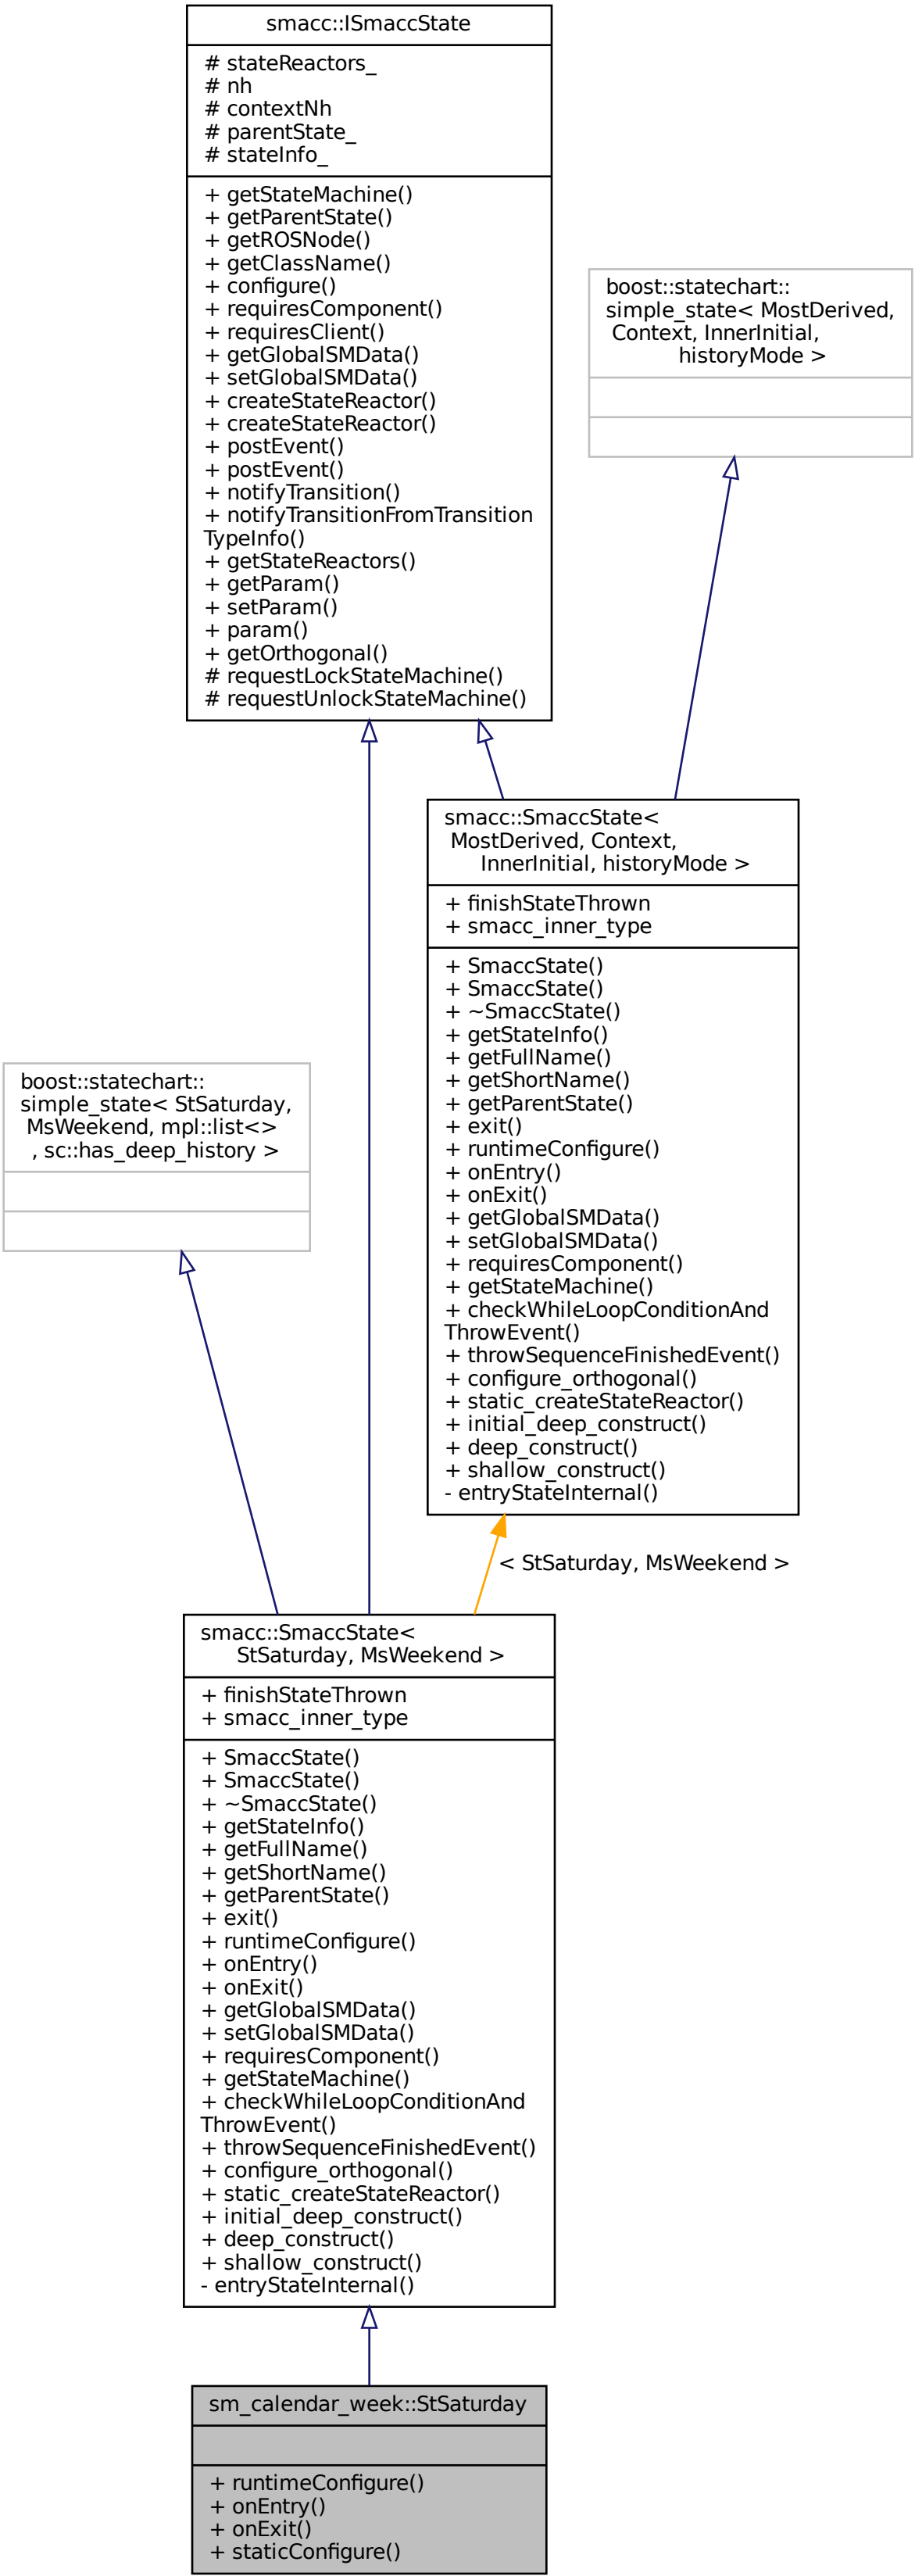 smacc::ISmaccState
# stateReactors_
# nh
# contextNh
# parentState_
# stateInfo_
+ getStateMachine()
+ getParentState()
+ getROSNode()
+ getClassName()
+ configure()
+ requiresComponent()
+ requiresClient()
+ getGlobalSMData()
+ setGlobalSMData()
+ createStateReactor()
+ createStateReactor()
+ postEvent()
+ postEvent()
+ notifyTransition()
+ notifyTransitionFromTransition
TypeInfo()
+ getStateReactors()
+ getParam()
+ setParam()
+ param()
+ getOrthogonal()
# requestLockStateMachine()
# requestUnlockStateMachine()
boost::statechart::
simple_state< MostDerived,
Context, InnerInitial,
historyMode >
smacc::SmaccState<
MostDerived, Context,
InnerInitial, historyMode >
+ finishStateThrown
+ smacc_inner_type
+ SmaccState()
+ SmaccState()
+ ~SmaccState()
+ getStateInfo()
+ getFullName()
+ getShortName()
+ getParentState()
+ exit()
+ runtimeConfigure()
+ onEntry()
+ onExit()
+ getGlobalSMData()
+ setGlobalSMData()
+ requiresComponent()
+ getStateMachine()
+ checkWhileLoopConditionAnd
ThrowEvent()
+ throwSequenceFinishedEvent()
+ configure_orthogonal()
+ static_createStateReactor()
+ initial_deep_construct()
+ deep_construct()
+ shallow_construct()
- entryStateInternal()
boost::statechart::
simple_state< StSaturday,
MsWeekend, mpl::list<>
, sc::has_deep_history >
< StSaturday, MsWeekend >
smacc::SmaccState<
StSaturday, MsWeekend >
+ finishStateThrown
+ smacc_inner_type
+ SmaccState()
+ SmaccState()
+ ~SmaccState()
+ getStateInfo()
+ getFullName()
+ getShortName()
+ getParentState()
+ exit()
+ runtimeConfigure()
+ onEntry()
+ onExit()
+ getGlobalSMData()
+ setGlobalSMData()
+ requiresComponent()
+ getStateMachine()
+ checkWhileLoopConditionAnd
ThrowEvent()
+ throwSequenceFinishedEvent()
+ configure_orthogonal()
+ static_createStateReactor()
+ initial_deep_construct()
+ deep_construct()
+ shallow_construct()
- entryStateInternal()
sm_calendar_week::StSaturday
+ runtimeConfigure()
+ onEntry()
+ onExit()
+ staticConfigure()